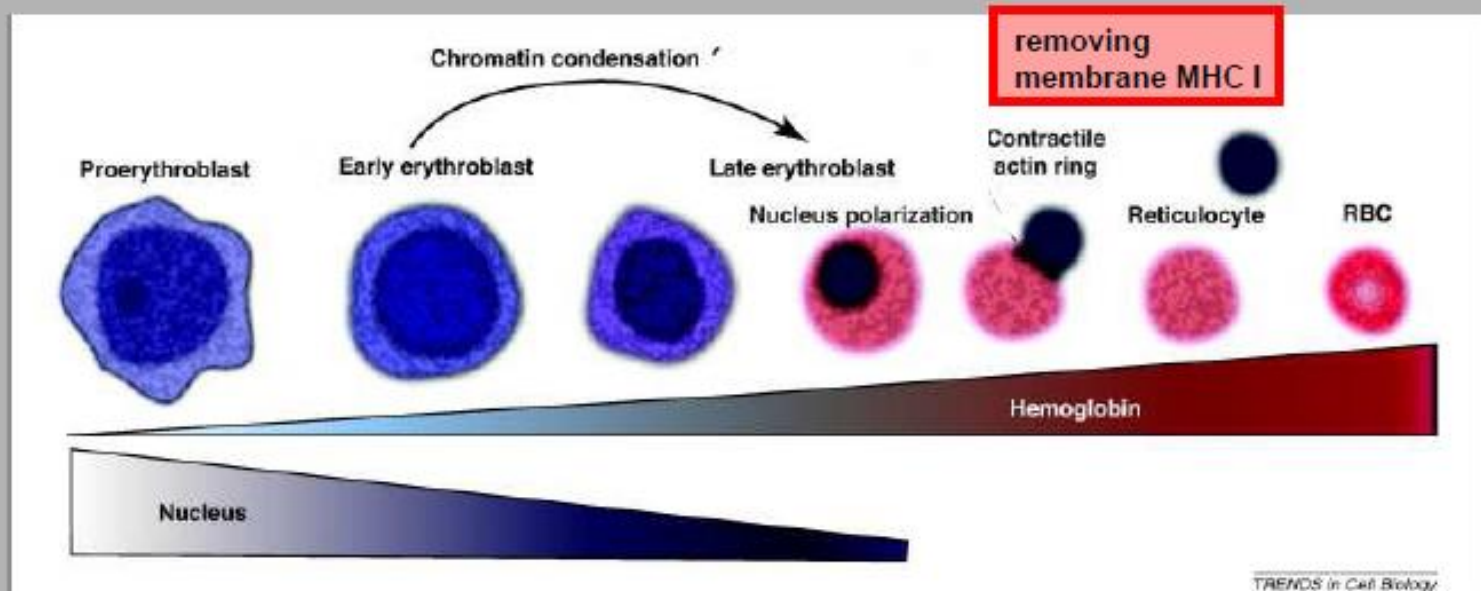 removing
membrane MHC I
Chromatin condensation
Contractile
actin ring
Proerythroblast
Early erythroblast
Late erythroblast
Nucleus polarization
Reticulocyte
RBC
Hemoglobin
Nucleus
TRENDS in Cell Biology